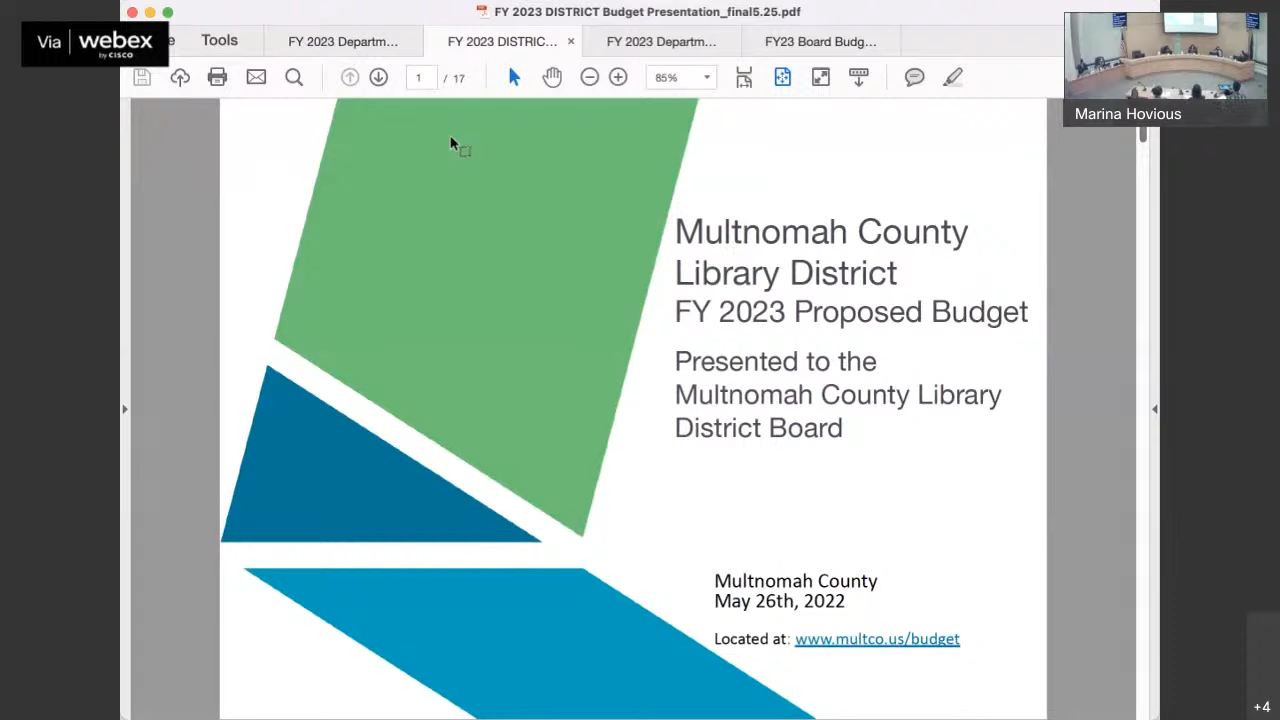 FY 2023 DISTRICT Budget Presentation_final5.25.pdf
Via webex
by CISCO
e
Tools
FY 2023 Departm...
FY 2023 DISTRIC... ×
FY 2023 Departm...
FY23 Board Budg...
1 / 17
85%
Marina Hovious
Multnomah County
Library District
FY 2023 Proposed Budget
Presented to the
Multnomah County Library
District Board
Multnomah County
May 26th, 2022
Located at: www.multco.us/budget
+4